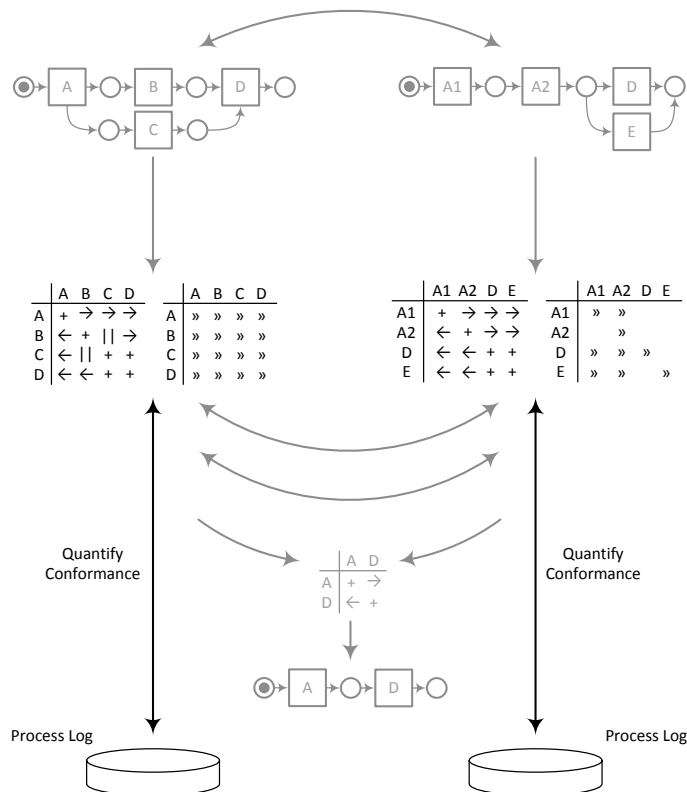 A B D
C
A1 A2 D
E
A B C D
A + → → →
B ← + || →
C ← || + +
D ← ← + +
A B C D
A » » » »
B » » » »
C » » » »
D » » » »
A1 A2 D E
A1 + → → →
A2 ← + → →
D ← ← + +
E ← ← + +
A1 A2 D E
A1 » »
A2 »
D » » »
E » » »
Quantify
Conformance
Quantify
Conformance
A D
A + →
D ← +
A D
Process Log
Process Log